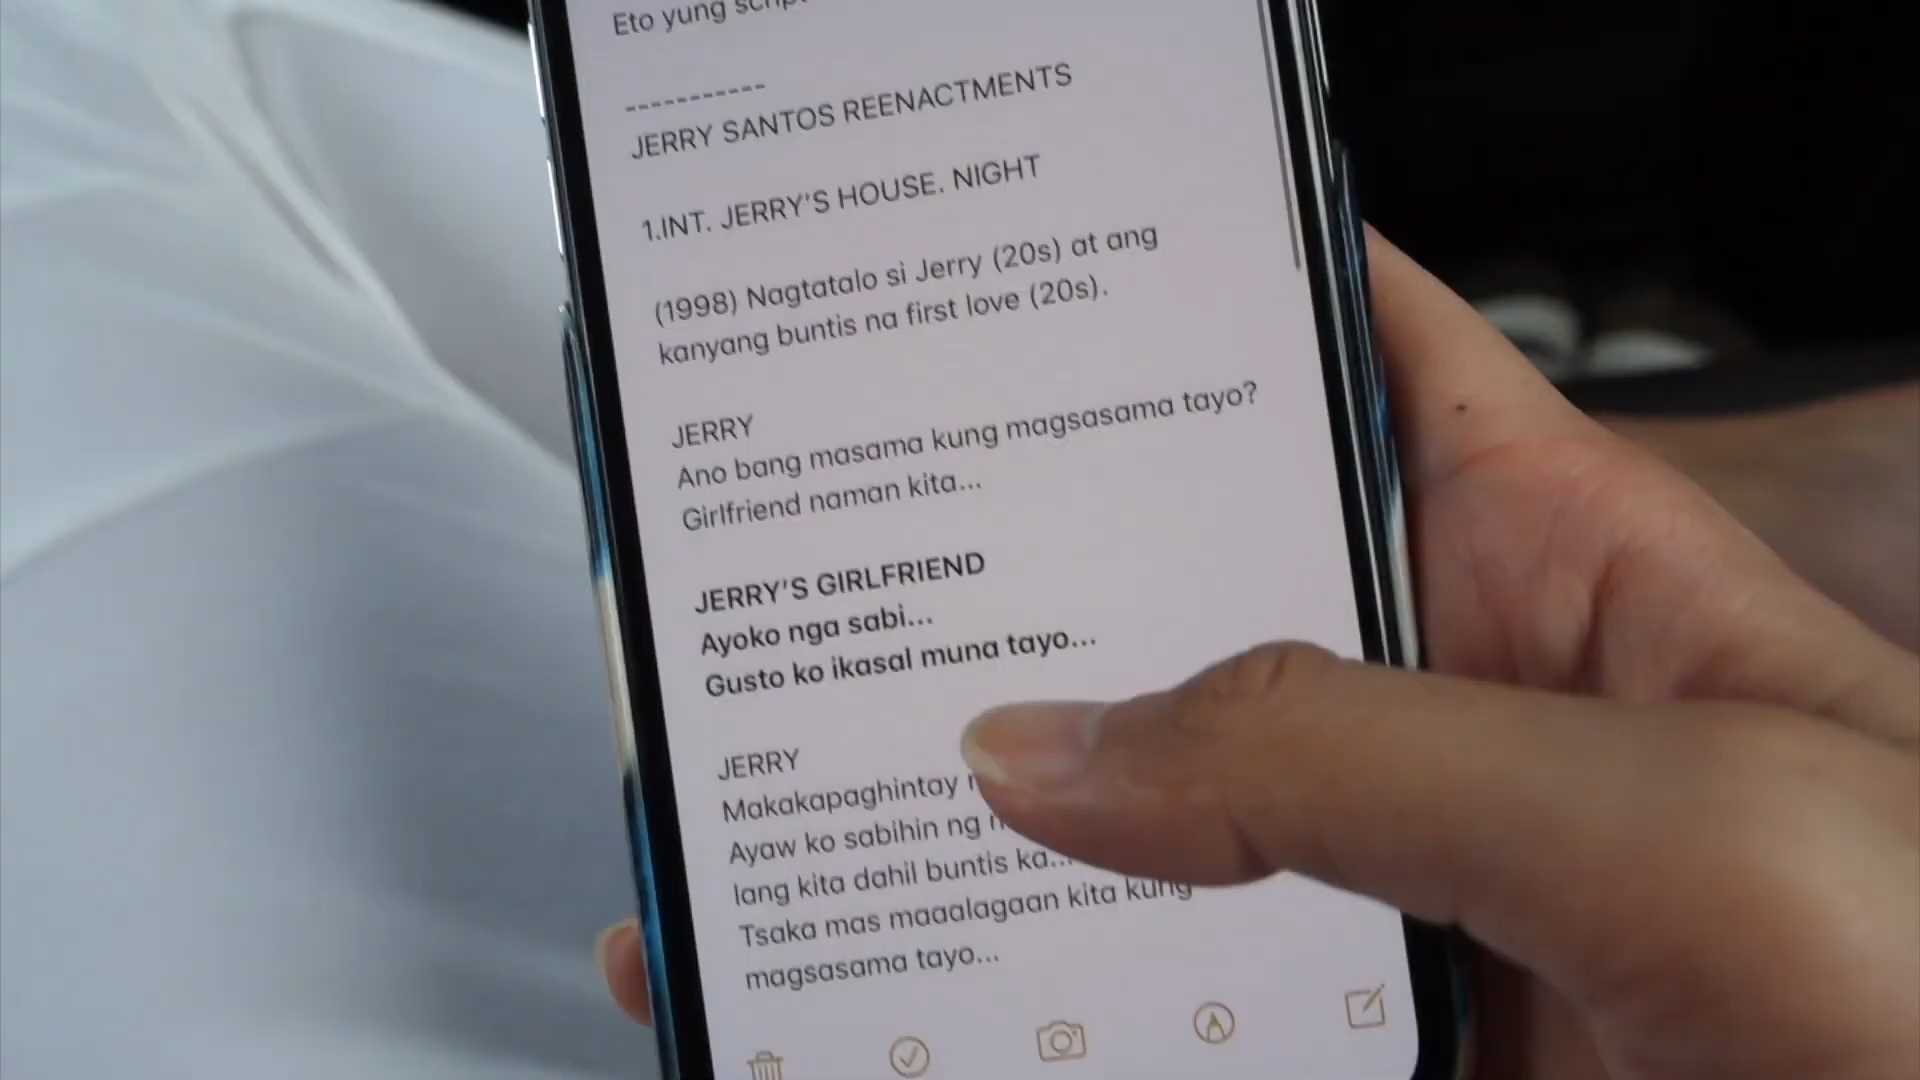 Eto yung script
-----------
JERRY SANTOS REENACTMENTS
1.INT. JERRY'S HOUSE. NIGHT
(1998) Nagtatalo si Jerry (20s) at ang
kanyang buntis na first love (20s).
JERRY
Ano bang masama kung magsasama tayo?
Girlfriend naman kita...
JERRY'S GIRLFRIEND
Ayoko nga sabi...
Gusto ko ikasal muna tayo...
JERRY
Makakapaghintay
Ayaw ko sabihin ng
lang kita dahil buntis ka...
Tsaka mas maaalagaan kita kung
magsasama tayo...